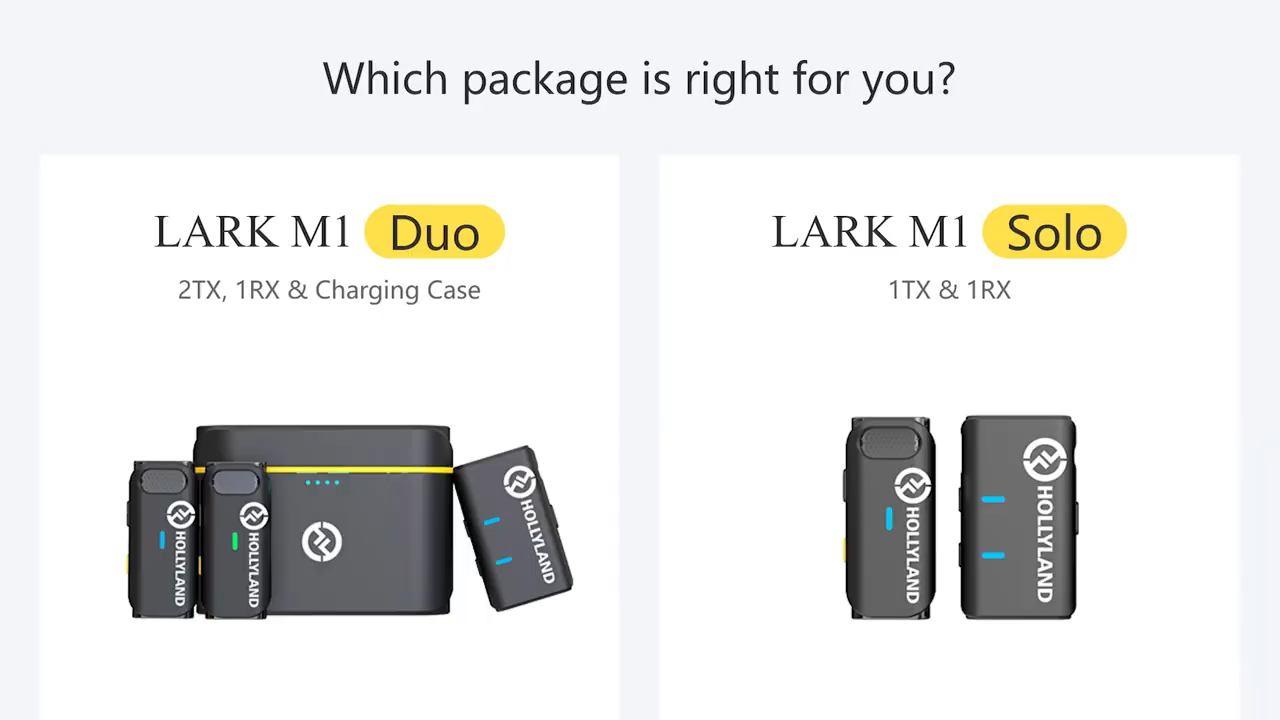 Which package is right for you?
LARK M1 Duo
2TX, 1RX & Charging Case
HOLLYLAND
HOLLYLAND
HOLLYLAND
LARK M1 Solo
1TX & 1RX
HOLLYLAND
HOLLYLAND